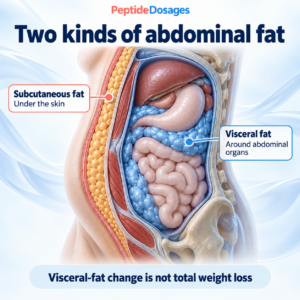 PeptideDosages
Two kinds of abdominal fat
Subcutaneous fat
Under the skin
Visceral fat
Around abdominal
organs
Visceral-fat change is not total weight loss